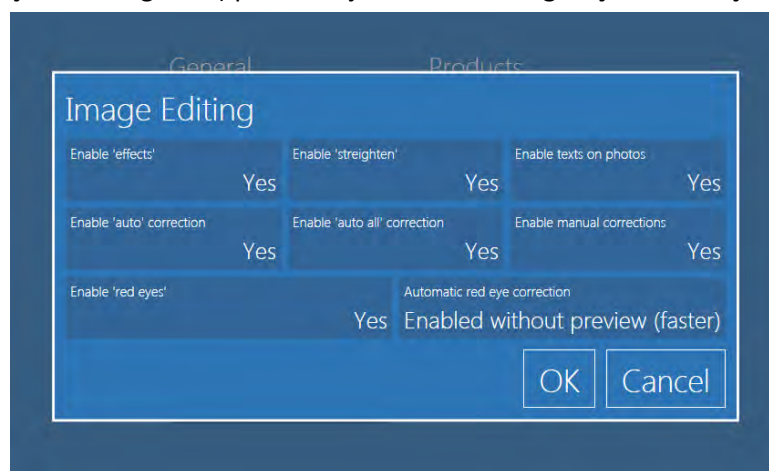 General Products
Image Editing
Enable 'effects' Enable 'streighten' Enable texts on photos
Yes Yes Yes
Enable 'auto' correction Enable 'auto all' correction Enable manual corrections
Yes Yes Yes
Enable 'red eyes' Automatic red eye correction
Yes Enabled without preview (faster)
OK Cancel